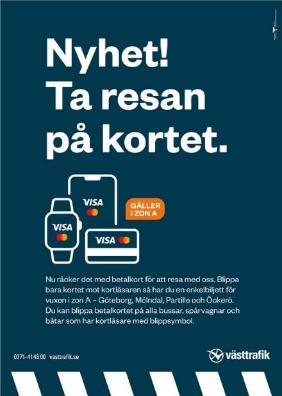 Nyhet!
Ta resan
på kortet.
VISA
GÄLLER
I ZON A
VISA
VISA
Nu räcker det med betalkort för att resa med oss. Blippa
bara kortet mot kortläsaren så har du en enkelbiljett för
vuxen i zon A – Göteborg, Mölndal, Partille och Öckerö.
Du kan blippa betalkortet på alla bussar, spårvagnar och
båtar som har kortläsare med blippsymbol.
0771-41 43 00 vasttrafik.se
västtrafik